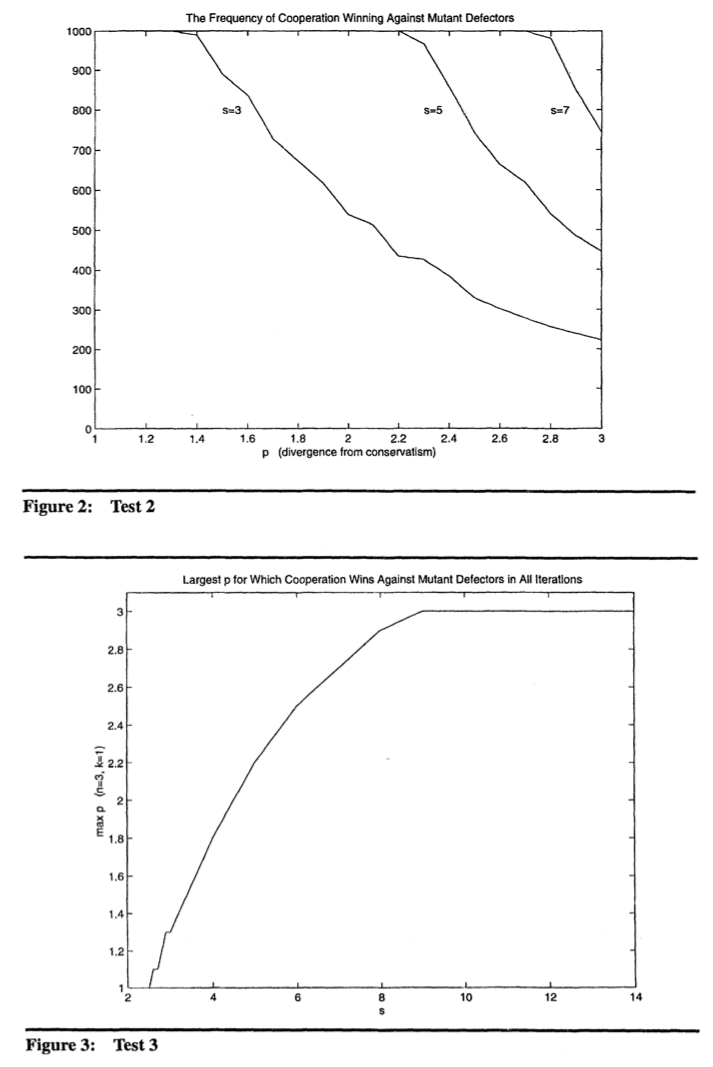 The Frequency of Cooperation Winning Against Mutant Defectors
1000
900
800
700
600
500
400
300
200
100
0
s=3
s=5
s=7
1 1.2 1.4 1.6 1.8 2 2.2 2.4 2.6 2.8 3
p (divergence from conservatism)
Figure 2: Test 2
Largest p for Which Cooperation Wins Against Mutant Defectors in All Iterations
3
2.8
2.6
2.4
2.2
2
1.8
1.6
1.4
1.2
1
max p (n=3, k=1)
2 4 6 8 10 12 14
s
Figure 3: Test 3